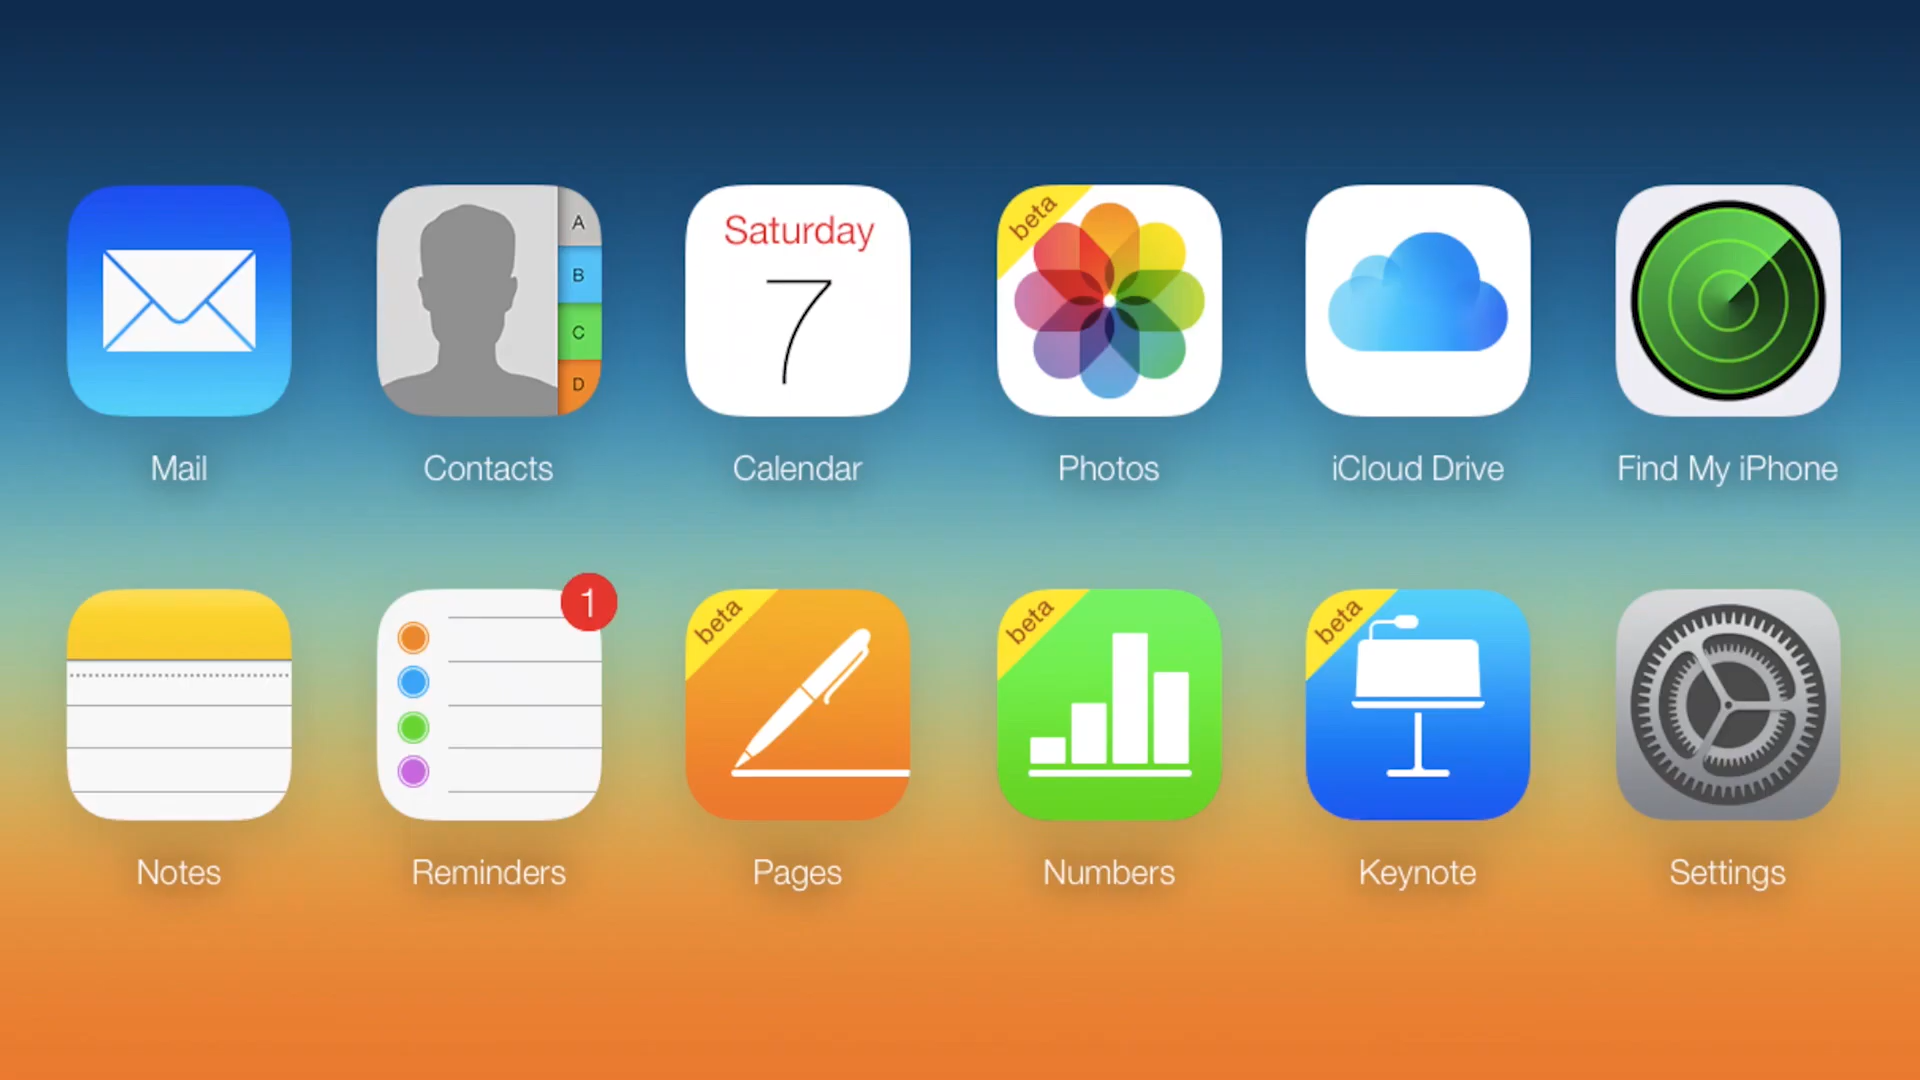 Saturday
7
beta
A
B
C
D
Mail
Contacts
Calendar
Photos
iCloud Drive
Find My iPhone
1
beta
beta
beta
Notes
Reminders
Pages
Numbers
Keynote
Settings